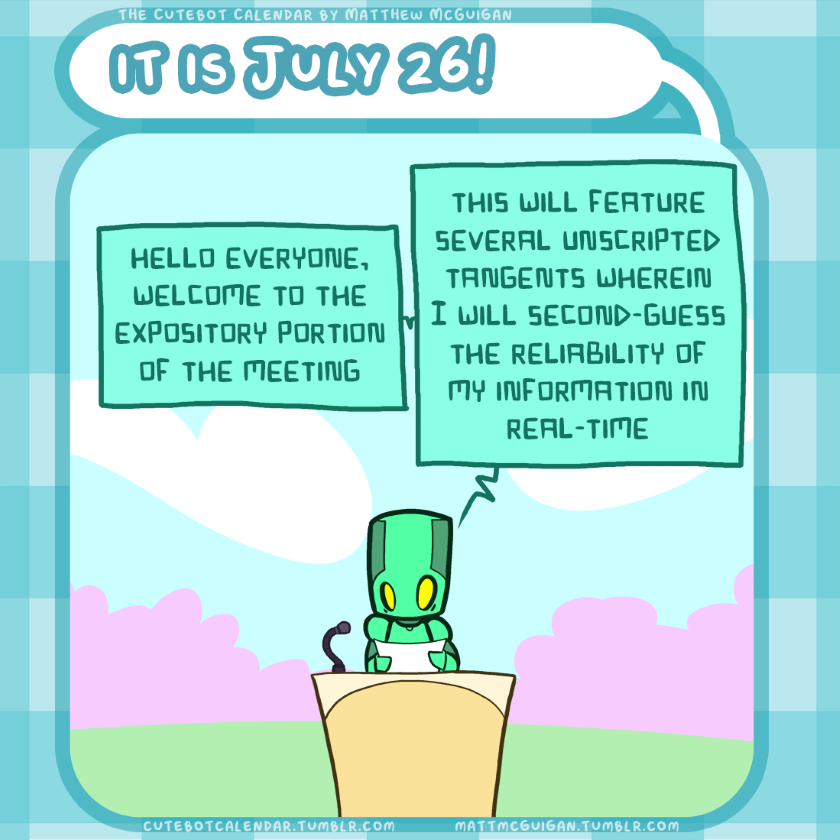 THE CUTEBOT CALENDAR BY MATTHEW MCGUIGAN
IT IS JULY 26!
HELLO EVERYONE,
WELCOME TO THE
EXPOSITORY PORTION
OF THE MEETING
THIS WILL FEATURE
SEVERAL UNSCRIPTED
TANGENTS WHEREIN
I WILL SECOND-GUESS
THE RELIABILITY OF
MY INFORMATION IN
REAL-TIME
CUTEBOTCALENDAR.TUMBLR.COM
MATTMCGUIGAN.TUMBLR.COM